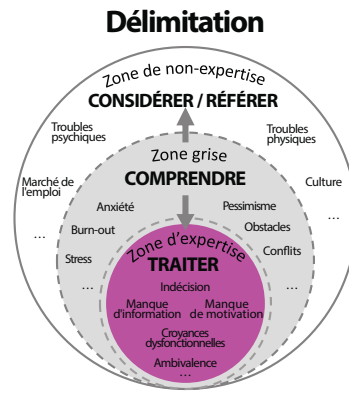 Délimitation
Zone de non-expertise
CONSIDÉRER / RÉFÉRER
Troubles
psychiques
Troubles
physiques
Marché de
l'emploi
Culture
...
...
Zone grise
COMPRENDRE
Anxiété
Pessimisme
Burn-out
Obstacles
Stress
Conflits
...
...
Zone d'expertise
TRAITER
Indécision
Manque
d'information
Manque
de motivation
Croyances
dysfonctionnelles
Ambivalence
...